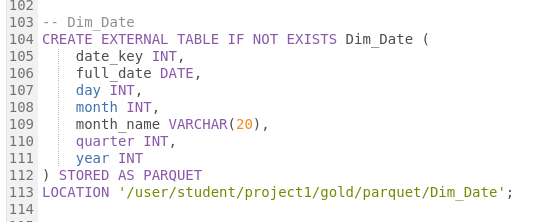 102
103 -- Dim_Date
104 CREATE EXTERNAL TABLE IF NOT EXISTS Dim_Date (
105     date_key INT,
106     full_date DATE,
107     day INT,
108     month INT,
109     month_name VARCHAR(20),
110     quarter INT,
111     year INT
112 ) STORED AS PARQUET
113 LOCATION '/user/student/project1/gold/parquet/Dim_Date';
114